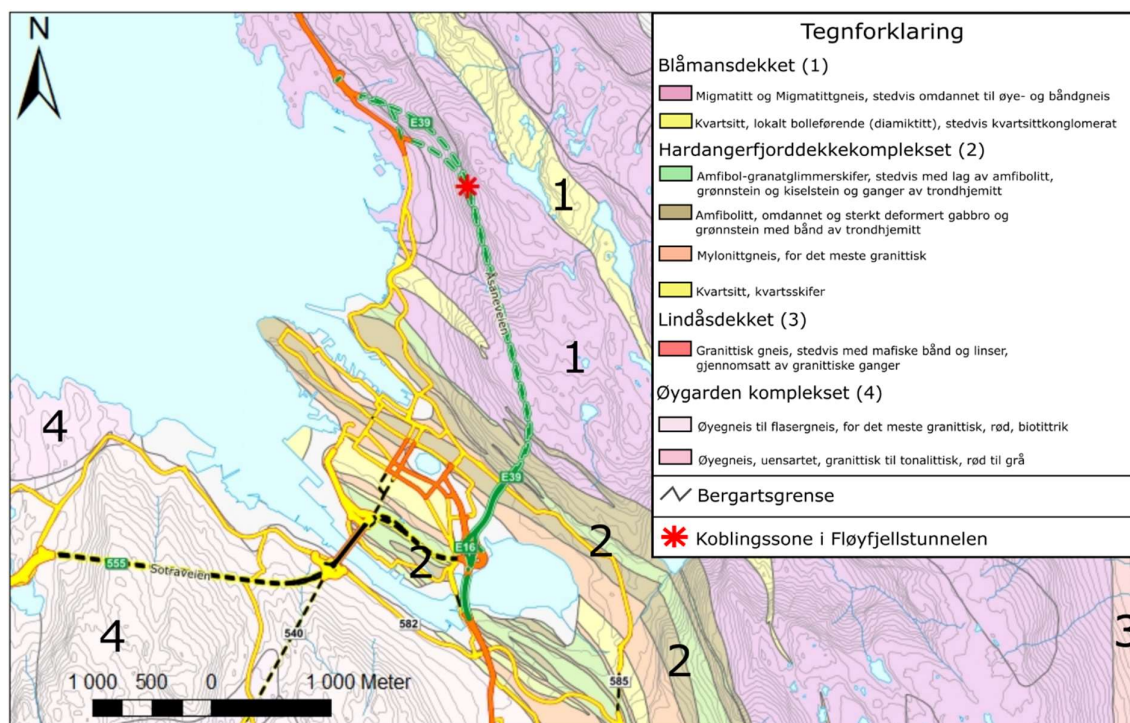 N
E39
1
Åsaneveien
1
4
E39
2
E16
2
555
Sotraveien
582
540
4
2
585
3
1 000 500 0 1 000 Meter
Tegnforklaring
Blåmansdekket (1)
Migmatitt og Migmatittgneis, stedvis omdannet til øye- og båndgneis
Kvartsitt, lokalt bolleførende (diamiktitt), stedvis kvartsittkonglomerat
Hardangerfjorddekkekomplekset (2)
Amfibol-granatglimmerskifer, stedvis med lag av amfibolitt,
grønnstein og kiselstein og ganger av trondhjemitt
Amfibolitt, omdannet og sterkt deformert gabbro og
grønnstein med bånd av trondhjemitt
Mylonittgneis, for det meste granittisk
Kvartsitt, kvartsskifer
Lindåsdekket (3)
Granittisk gneis, stedvis med mafiske bånd og linser,
gjennomsatt av granittiske ganger
Øygarden komplekset (4)
Øyegneis til flasergneis, for det meste granittisk, rød, biotittrik
Øyegneis, uensartet, granittisk til tonalittisk, rød til grå
Bergartsgrense
Koblingssone i Fløyfjellstunnelen